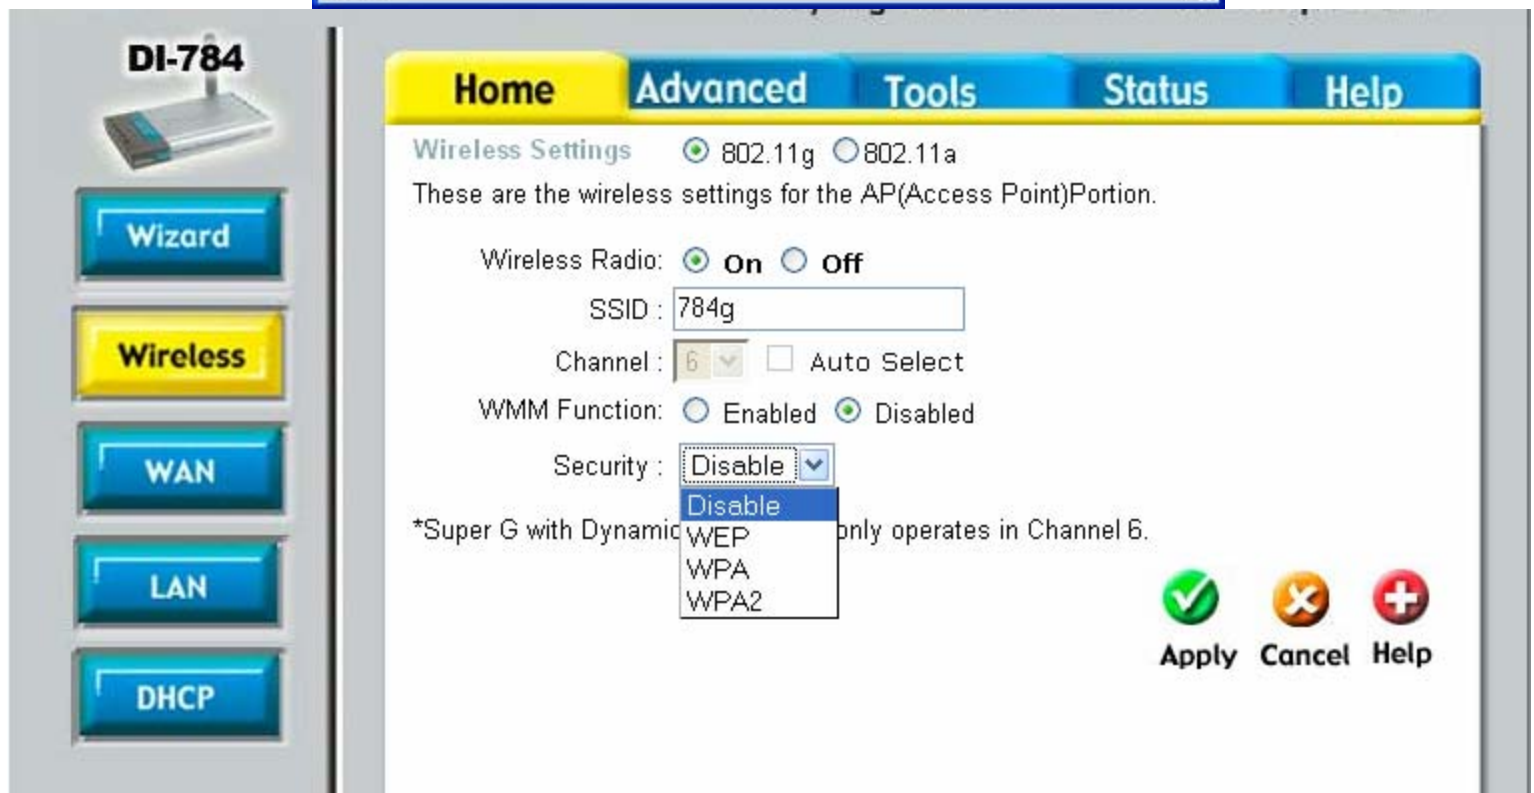 DI-784
Home Advanced Tools Status Help
Wireless Settings 802.11g 802.11a
These are the wireless settings for the AP(Access Point)Portion.
Wireless Radio: On Off
SSID : 784g
Channel : 6 Auto Select
WMM Function: Enabled Disabled
Security : Disable
Disable
WEP
WPA
WPA2
*Super G with Dynamic only operates in Channel 6.
Apply Cancel Help
Wizard
Wireless
WAN
LAN
DHCP